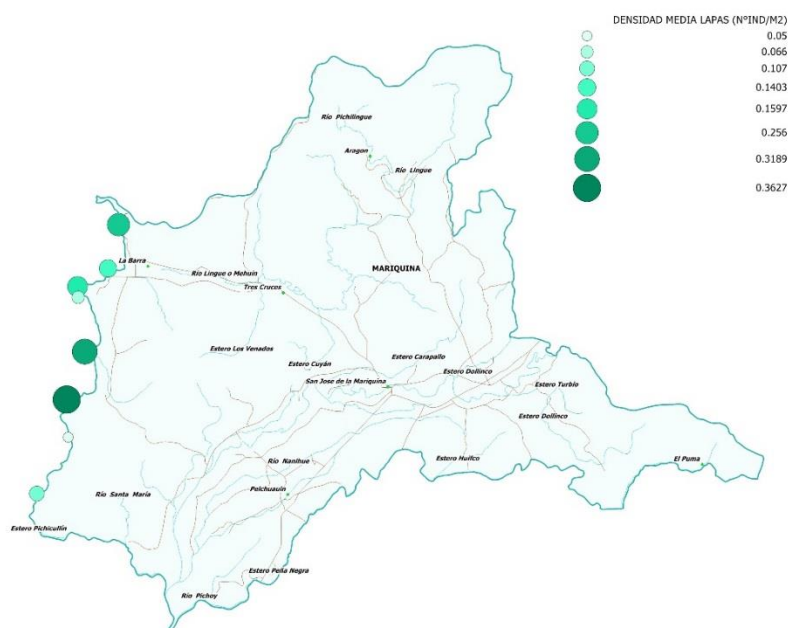 DENSIDAD MEDIA LAPAS (N°IND/M2)
0.05
0.066
0.107
0.1403
0.1597
0.256
0.3189
0.3627
Río Pichilingue
Aragon
Río Lingue
La Barra
MARIQUINA
Río Lingue o Mehuín
Tres Cruces
Estero Los Venados
Estero Cuyán
Estero Carapallo
San Jose de la Mariquina
Estero Dollinco
Estero Turbio
Estero Dollinco
Río Nanihue
Estero Huifco
El Puma
Río Santa María
Pelchuquín
Estero Pichicullín
Estero Peña Negra
Río Pichoy